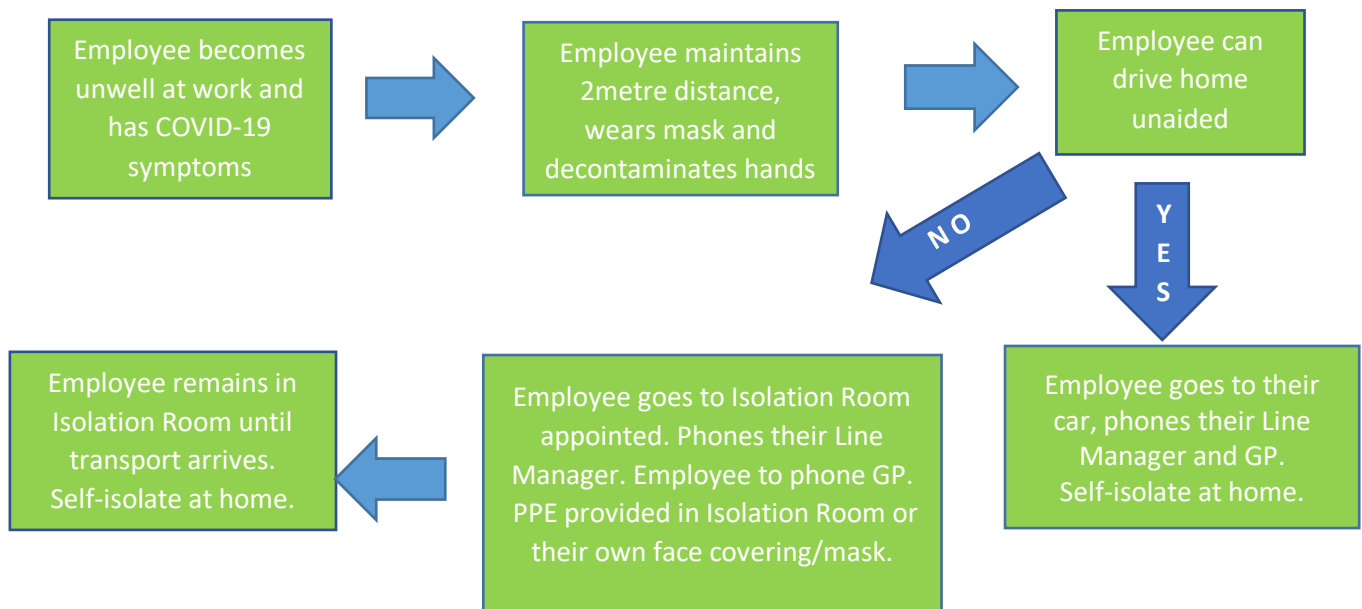 Employee becomes
unwell at work and
has COVID-19
symptoms
Employee maintains
2metre distance,
wears mask and
decontaminates hands
Employee can
drive home
unaided
N O
Y
E
S
Employee goes to their
car, phones their Line
Manager and GP.
Self-isolate at home.
Employee goes to Isolation Room
appointed. Phones their Line
Manager. Employee to phone GP.
PPE provided in Isolation Room or
their own face covering/mask.
Employee remains in
Isolation Room until
transport arrives.
Self-isolate at home.